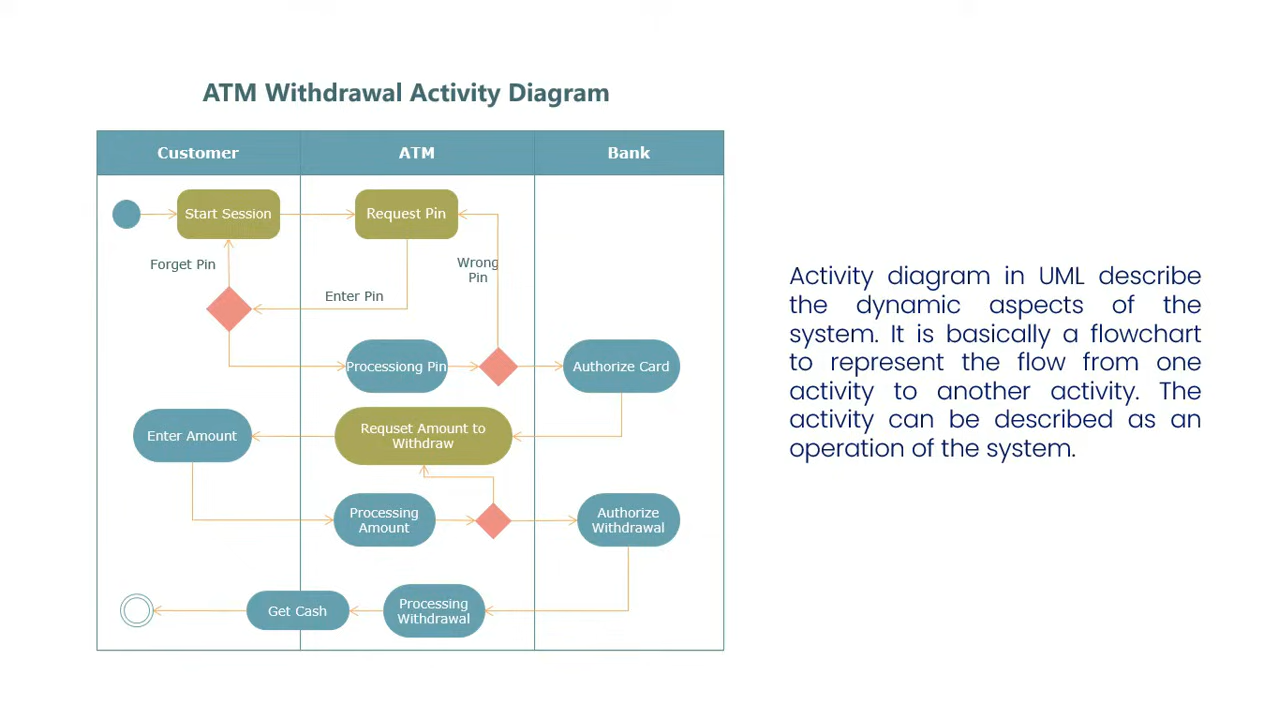 ATM Withdrawal Activity Diagram
Customer
ATM
Bank
Start Session
Request Pin
Forget Pin
Wrong
Pin
Enter Pin
Processiong Pin
Authorize Card
Enter Amount
Requset Amount to
Withdraw
Processing
Amount
Authorize
Withdrawal
Get Cash
Processing
Withdrawal
Activity diagram in UML describe
the dynamic aspects of the
system. It is basically a flowchart
to represent the flow from one
activity to another activity. The
activity can be described as an
operation of the system.